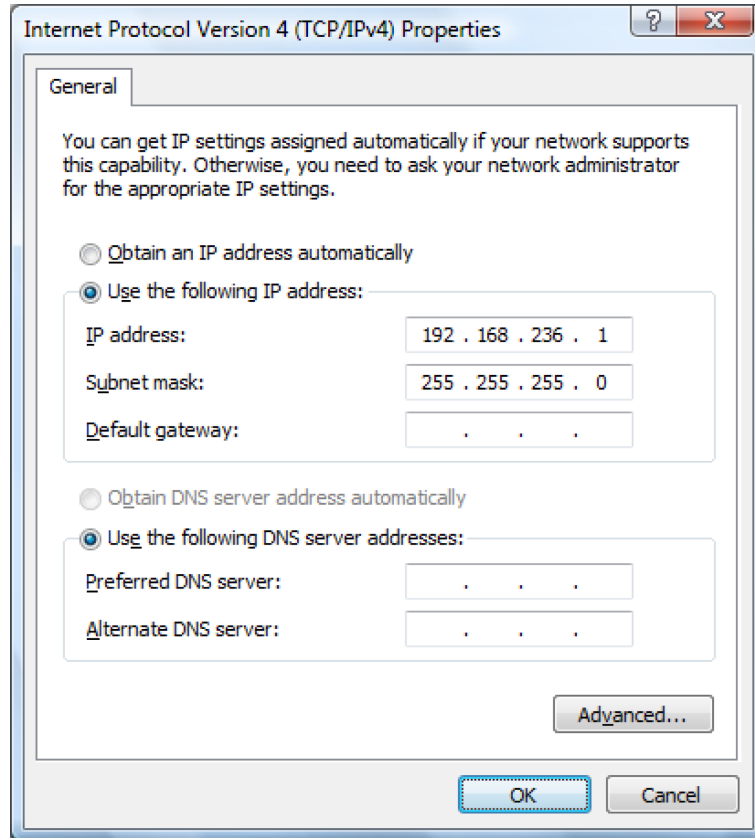 Internet Protocol Version 4 (TCP/IPv4) Properties
? X
General
You can get IP settings assigned automatically if your network supports
this capability. Otherwise, you need to ask your network administrator
for the appropriate IP settings.
Obtain an IP address automatically
Use the following IP address:
IP address: 192 . 168 . 236 . 1
Subnet mask: 255 . 255 . 255 . 0
Default gateway: . . .
Obtain DNS server address automatically
Use the following DNS server addresses:
Preferred DNS server: . . .
Alternate DNS server: . . .
Advanced...
OK Cancel